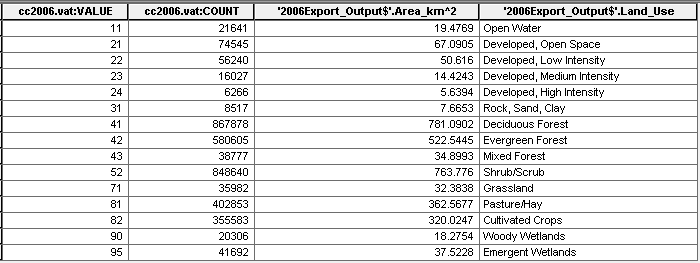 cc2006.vat:VALUE cc2006.vat:COUNT '2006Export_Output$'.Area_km^2 '2006Export_Output$'.Land_Use
11 21641 19.4769 Open Water
21 74545 67.0905 Developed, Open Space
22 56240 50.616 Developed, Low Intensity
23 16027 14.4243 Developed, Medium Intensity
24 6266 5.6394 Developed, High Intensity
31 8517 7.6653 Rock, Sand, Clay
41 867878 781.0902 Deciduous Forest
42 580605 522.5445 Evergreen Forest
43 38777 34.8993 Mixed Forest
52 848640 763.776 Shrub/Scrub
71 35982 32.3838 Grassland
81 402853 362.5677 Pasture/Hay
82 355583 320.0247 Cultivated Crops
90 20306 18.2754 Woody Wetlands
95 41692 37.5228 Emergent Wetlands